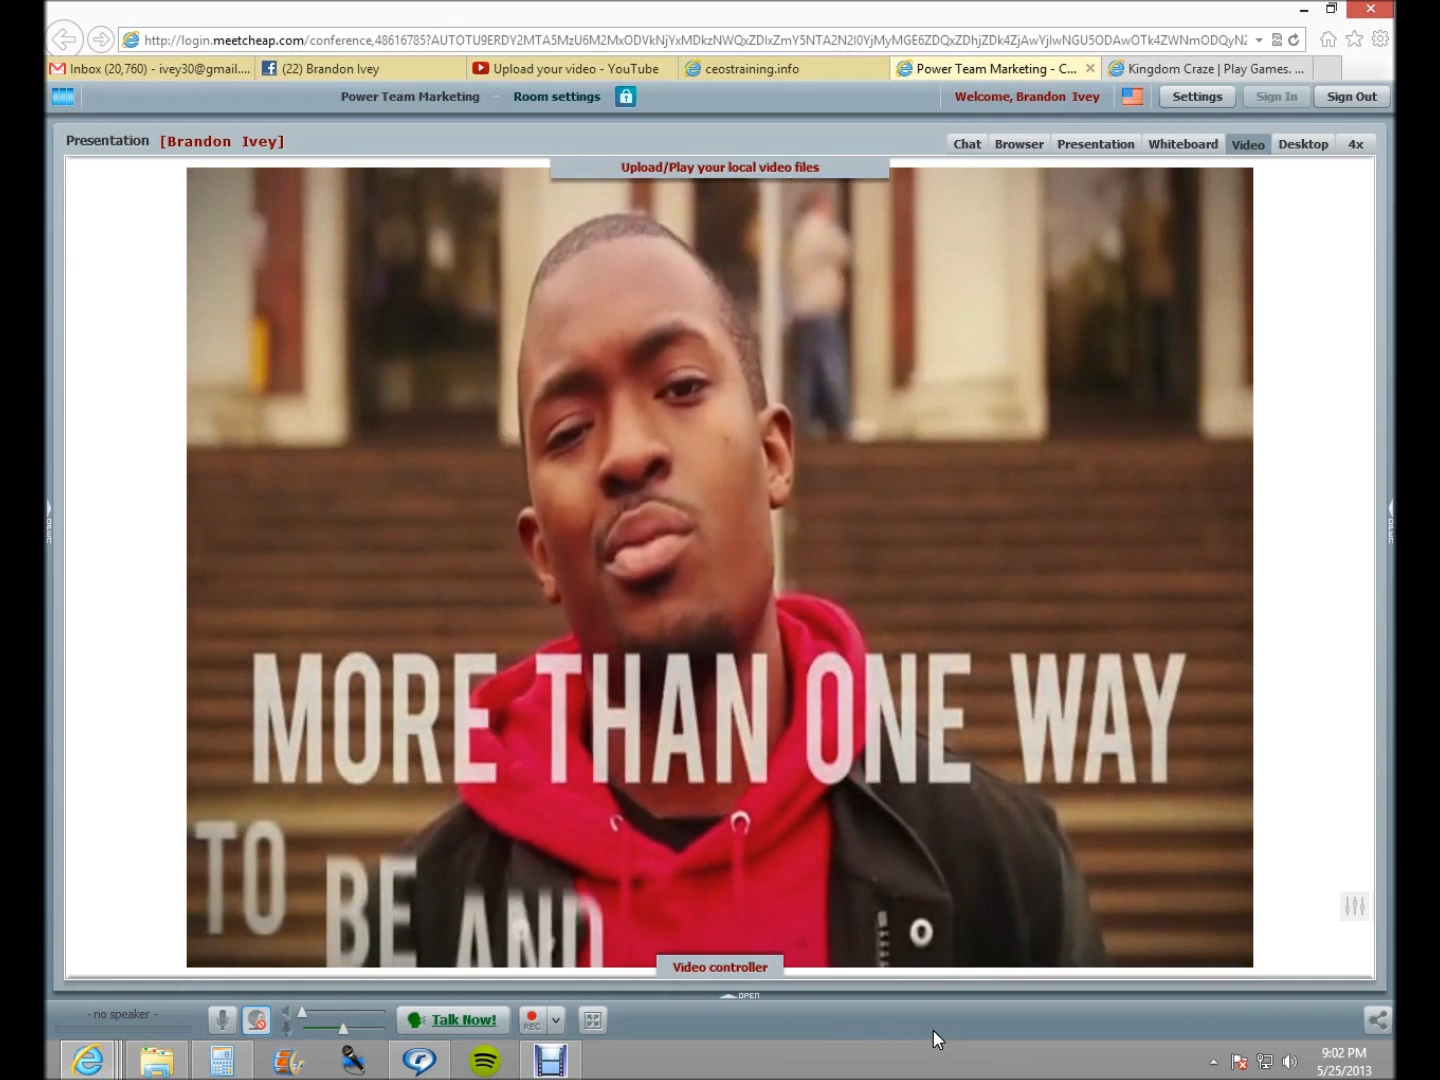 http://login.meetcheap.com/conference,48616785?
Inbox (20,760) - ivey30@gmail....
(22) Brandon Ivey
Upload your video - YouTube
ceostraining.info
Power Team Marketing - C...
Kingdom Craze | Play Games. ...
Power Team Marketing
Room settings
Welcome, Brandon Ivey
Settings
Sign In
Sign Out
Presentation [Brandon Ivey]
Chat
Browser
Presentation
Whiteboard
Video
Desktop
4x
Upload/Play your local video files
OPEN
OPEN
MORE THAN ONE WAY
TO BE AND
Video controller
OPEN
- no speaker -
Talk Now!
REC
9:02 PM
5/25/2013